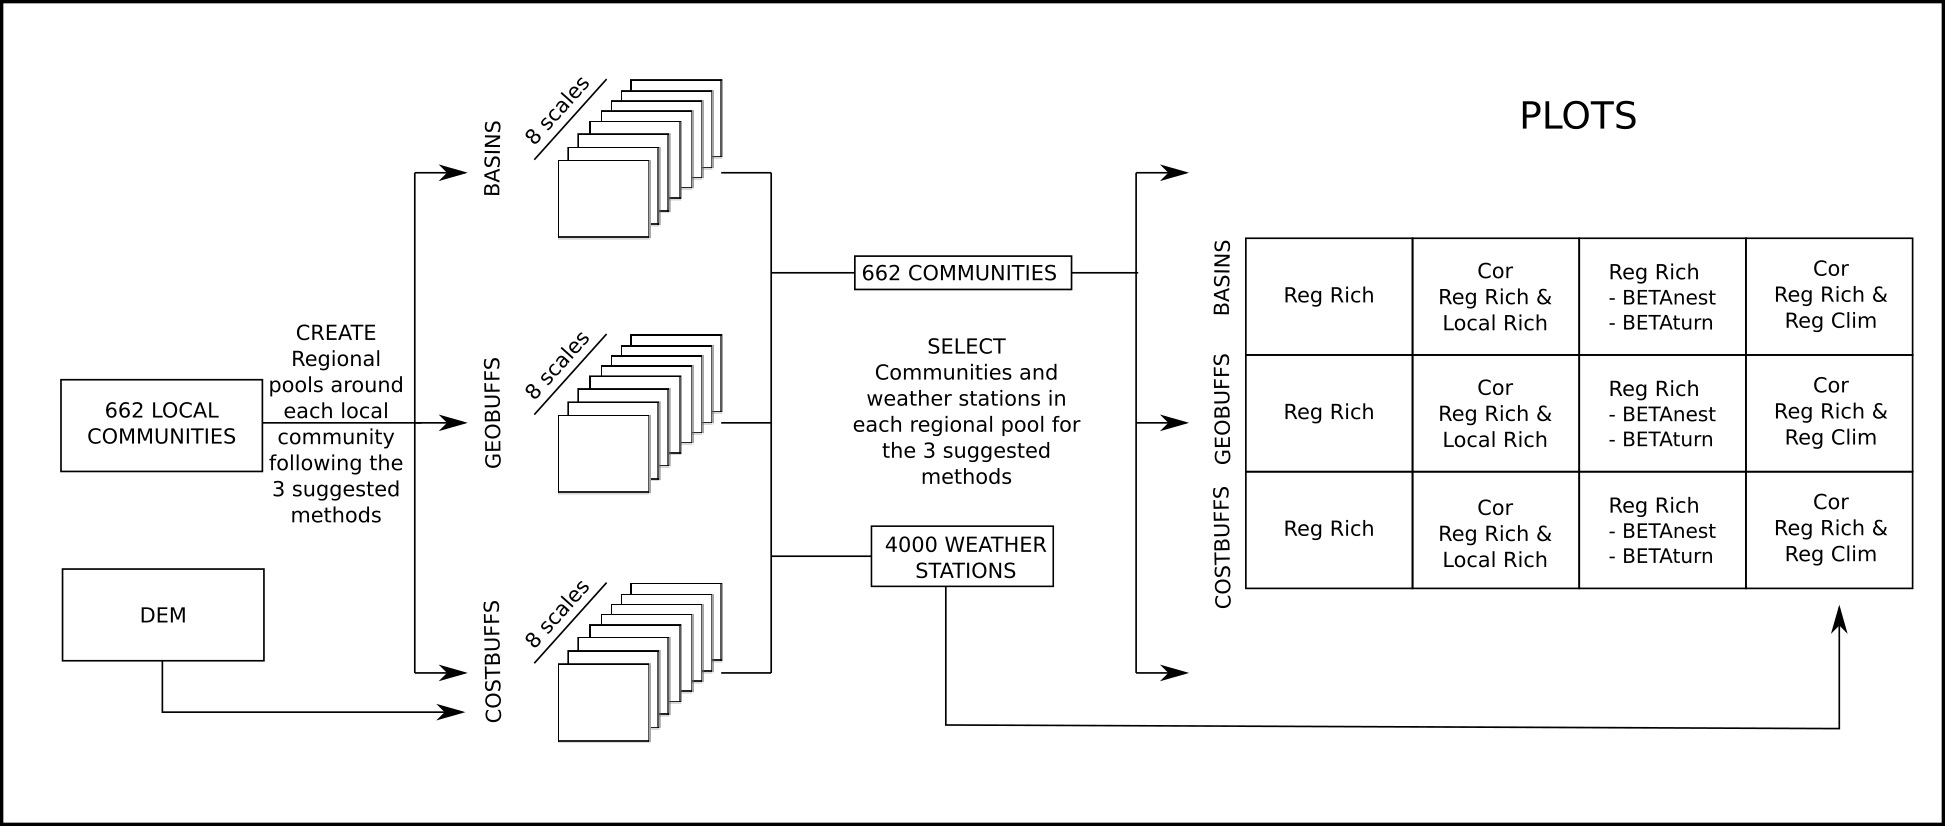 662 LOCAL
COMMUNITIES
DEM
CREATE
Regional
pools around
each local
community
following the
3 suggested
methods
BASINS
8 scales
GEOBUFFS
8 scales
COSTBUFFS
8 scales
662 COMMUNITIES
SELECT
Communities and
weather stations in
each regional pool for
the 3 suggested
methods
4000 WEATHER
STATIONS
PLOTS
BASINS
Reg Rich
Cor
Reg Rich &
Local Rich
Reg Rich
- BETAnest
- BETAturn
Cor
Reg Rich &
Reg Clim
GEOBUFFS
Reg Rich
Cor
Reg Rich &
Local Rich
Reg Rich
- BETAnest
- BETAturn
Cor
Reg Rich &
Reg Clim
COSTBUFFS
Reg Rich
Cor
Reg Rich &
Local Rich
Reg Rich
- BETAnest
- BETAturn
Cor
Reg Rich &
Reg Clim